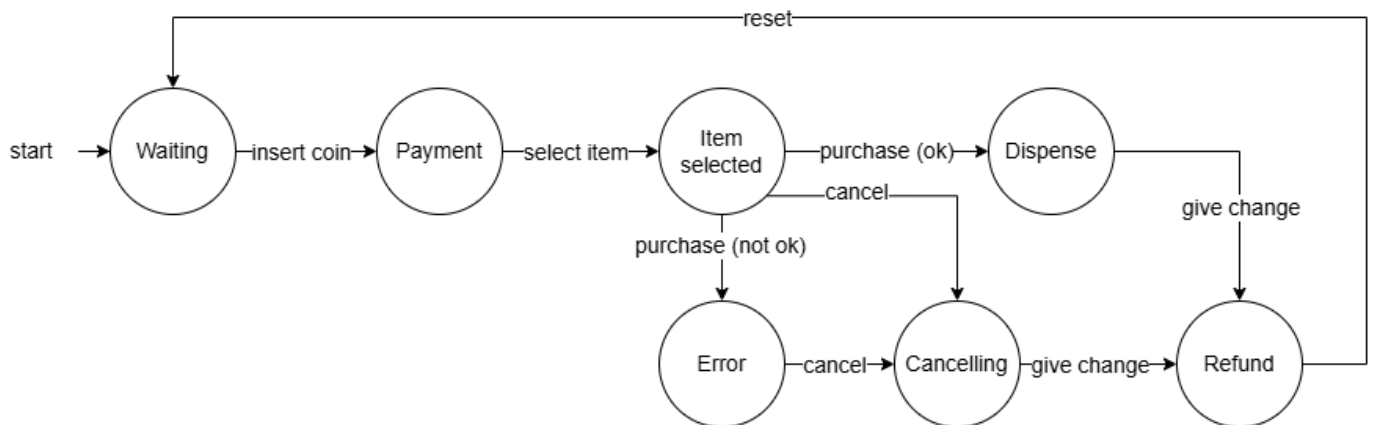 reset
start
Waiting
insert coin
Payment
select item
Item
selected
purchase (ok)
Dispense
cancel
give change
purchase (not ok)
Error
cancel
Cancelling
give change
Refund